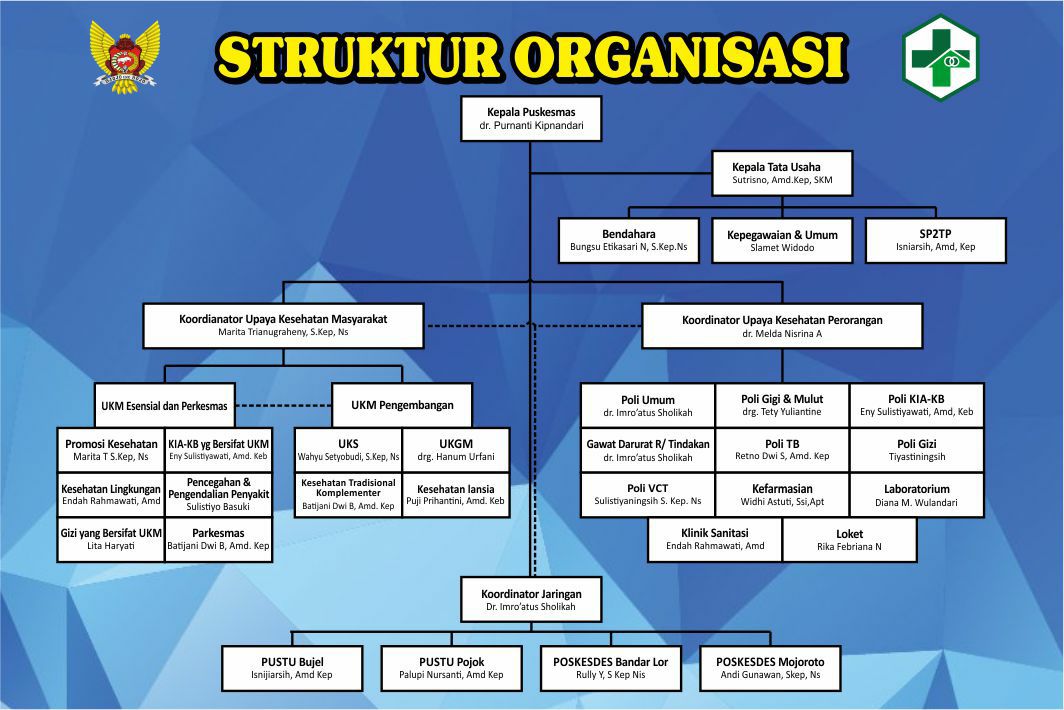 STRUKTUR ORGANISASI
Kepala Puskesmas
dr. Purnanti Kipnandari
Kepala Tata Usaha
Sutrisno, Amd.Kep, SKM
Bendahara
Bungsu Etikasari N, S.Kep.Ns
Kepegawaian & Umum
Slamet Widodo
SP2TP
Isniarsih, Amd, Kep
Koordianator Upaya Kesehatan Masyarakat
Marita Trianugraheny, S.Kep, Ns
Koordinator Upaya Kesehatan Perorangan
dr. Melda Nisrina A
UKM Esensial dan Perkesmas
UKM Pengembangan
Promosi Kesehatan
Marita T S.Kep, Ns
KIA-KB yg Bersifat UKM
Eny Sulistiyawati, Amd. Keb
Kesehatan Lingkungan
Endah Rahmawati, Amd
Pencegahan &
Pengendalian Penyakit
Sulistiyo Basuki
Gizi yang Bersifat UKM
Lita Haryati
Parkesmas
Batijani Dwi B, Amd. Kep
UKS
Wahyu Setyobudi, S.Kep, Ns
UKGM
drg. Hanum Urfani
Kesehatan Tradisional
Komplementer
Batijani Dwi B, Amd. Kep
Kesehatan lansia
Puji Prihantini, Amd. Keb
Poli Umum
dr. Imro'atus Sholikah
Poli Gigi & Mulut
drg. Tety Yuliantine
Poli KIA-KB
Eny Sulistiyawati, Amd, Keb
Gawat Darurat R/ Tindakan
dr. Imro'atus Sholikah
Poli TB
Retno Dwi S, Amd. Kep
Poli Gizi
Tiyastiningsih
Poli VCT
Sulistiyaningsih S. Kep. Ns
Kefarmasian
Widhi Astuti, Ssi,Apt
Laboratorium
Diana M. Wulandari
Klinik Sanitasi
Endah Rahmawati, Amd
Loket
Rika Febriana N
Koordinator Jaringan
Dr. Imro'atus Sholikah
PUSTU Bujel
Isnijiarsih, Amd Kep
PUSTU Pojok
Palupi Nursanti, Amd Kep
POSKESDES Bandar Lor
Rully Y, S Kep Nis
POSKESDES Mojoroto
Andi Gunawan, Skep, Ns